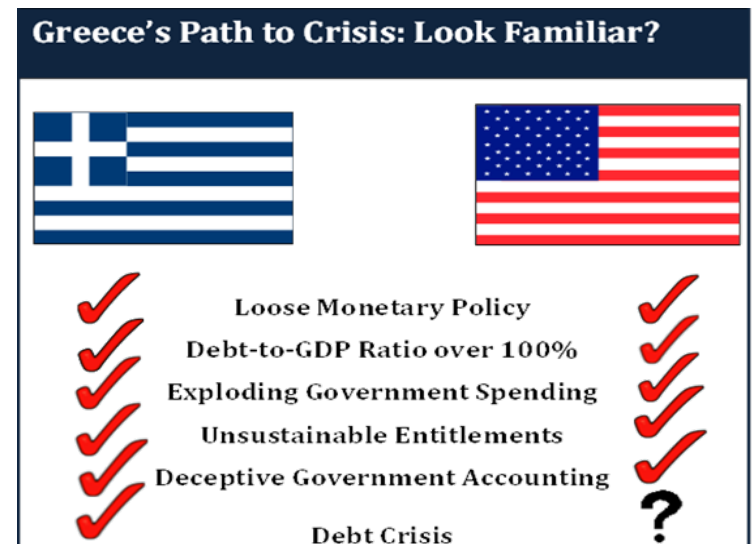 Greece's Path to Crisis: Look Familiar?
Loose Monetary Policy
Debt-to-GDP Ratio over 100%
Exploding Government Spending
Unsustainable Entitlements
Deceptive Government Accounting
?
Debt Crisis